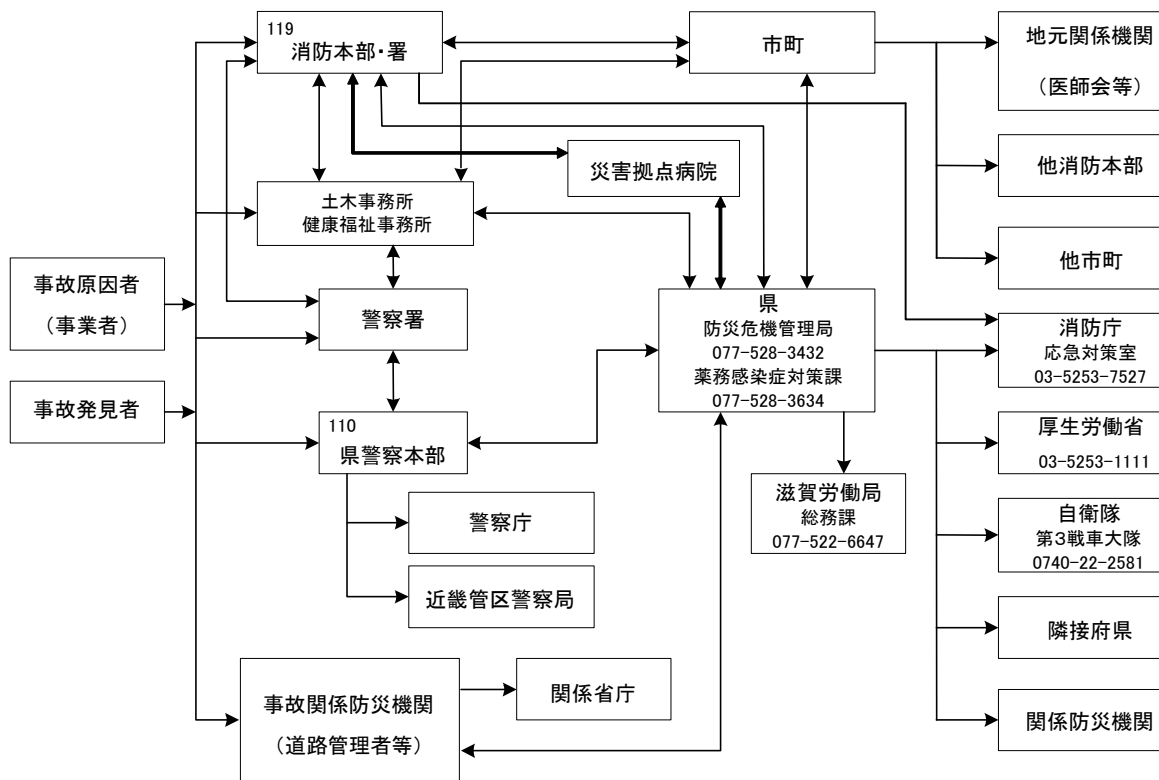 119
消防本部・署
市町
地元関係機関
（医師会等）
災害拠点病院
他消防本部
土木事務所
健康福祉事務所
他市町
事故原因者
（事業者）
警察署
県
防災危機管理局
077-528-3432
薬務感染症対策課
077-528-3634
消防庁
応急対策室
03-5253-7527
事故発見者
110
県警察本部
厚生労働省
03-5253-1111
滋賀労働局
総務課
077-522-6647
警察庁
自衛隊
第3戦車大隊
0740-22-2581
近畿管区警察局
隣接府県
事故関係防災機関
（道路管理者等）
関係省庁
関係防災機関